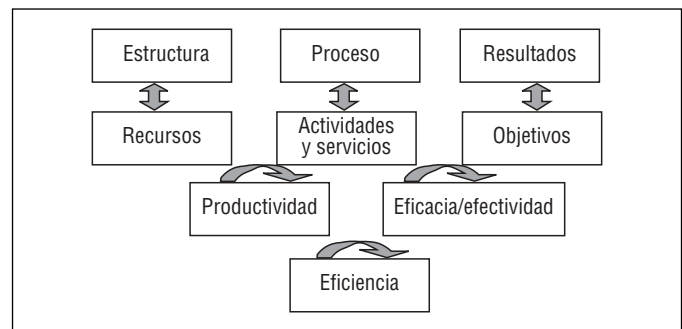 Estructura
Proceso
Resultados
Recursos
Actividades
y servicios
Objetivos
Productividad
Eficacia/efectividad
Eficiencia